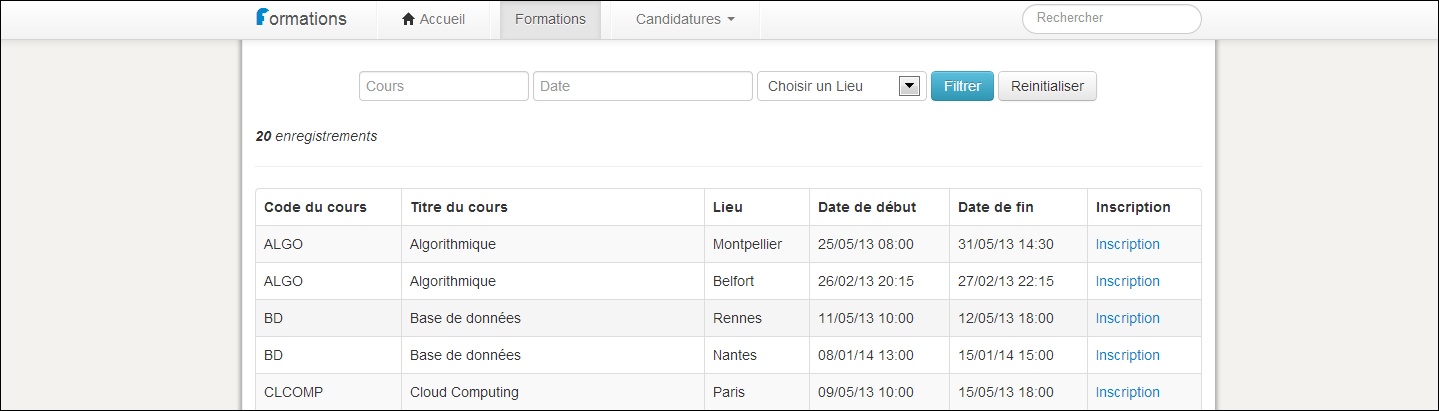 Formations Accueil Formations Candidatures Rechercher
Cours Date Choisir un Lieu Filtrer Reinitialiser
20 enregistrements
Code du cours Titre du cours Lieu Date de début Date de fin Inscription
ALGO Algorithmique Montpellier 25/05/13 08:00 31/05/13 14:30 Inscription
ALGO Algorithmique Belfort 26/02/13 20:15 27/02/13 22:15 Inscription
BD Base de données Rennes 11/05/13 10:00 12/05/13 18:00 Inscription
BD Base de données Nantes 08/01/14 13:00 15/01/14 15:00 Inscription
CLCOMP Cloud Computing Paris 09/05/13 10:00 15/05/13 18:00 Inscription